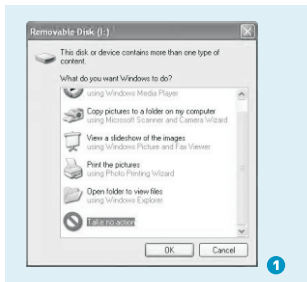 Removable Disk (I:)
This disk or device contains more than one type of
content.
What do you want Windows to do?
using Windows Media Player
Copy pictures to a folder on my computer
using Microsoft Scanner and Camera Wizard
View a slideshow of the images
using Windows Picture and Fax Viewer
Print the pictures
using Photo Printing Wizard
Open folder to view files
using Windows Explorer
Take no action
OK Cancel
1